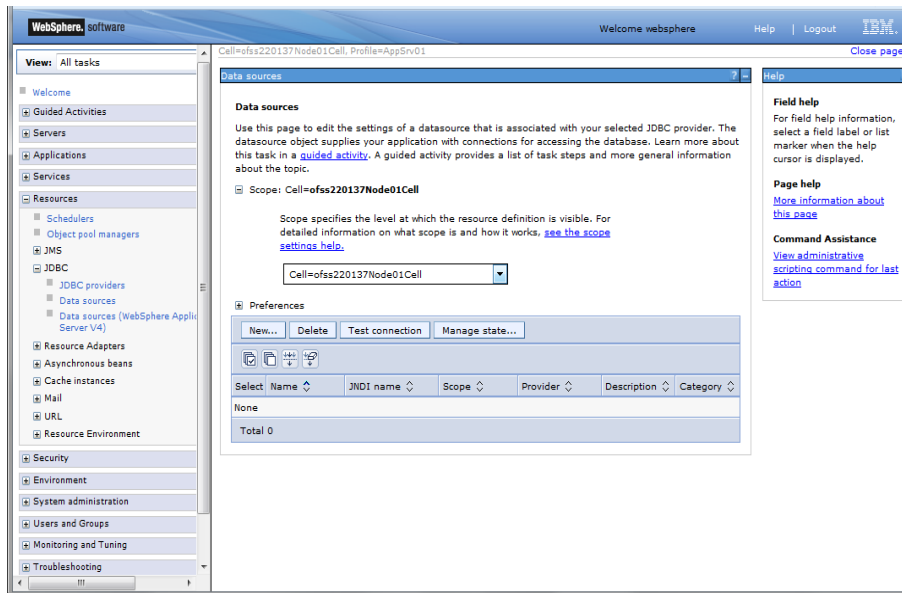 WebSphere. software
Welcome websphere
Help | Logout
IBM.
Cell=ofss220137Node01Cell, Profile=AppSrv01
Close page
View: All tasks
Welcome
Guided Activities
Servers
Applications
Services
Resources
Schedulers
Object pool managers
JMS
JDBC
JDBC providers
Data sources
Data sources (WebSphere Applic
Server V4)
Resource Adapters
Asynchronous beans
Cache instances
Mail
URL
Resource Environment
Security
Environment
System administration
Users and Groups
Monitoring and Tuning
Troubleshooting
Data sources
? -
Data sources
Use this page to edit the settings of a datasource that is associated with your selected JDBC provider. The
datasource object supplies your application with connections for accessing the database. Learn more about
this task in a guided activity. A guided activity provides a list of task steps and more general information
about the topic.
Scope: Cell=ofss220137Node01Cell
Scope specifies the level at which the resource definition is visible. For
detailed information on what scope is and how it works, see the scope
settings help.
Cell=ofss220137Node01Cell
Preferences
New... Delete Test connection Manage state...
Select Name JNDI name Scope Provider Description Category
None
Total 0
Help
Field help
For field help information,
select a field label or list
marker when the help
cursor is displayed.
Page help
More information about
this page
Command Assistance
View administrative
scripting command for last
action